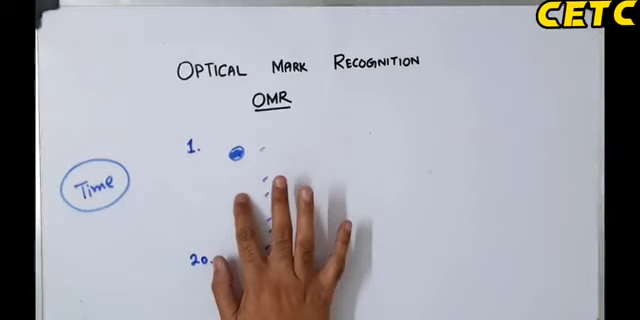 CETC
OPTICAL MARK RECOGNITION
OMR
1.
Time
20.